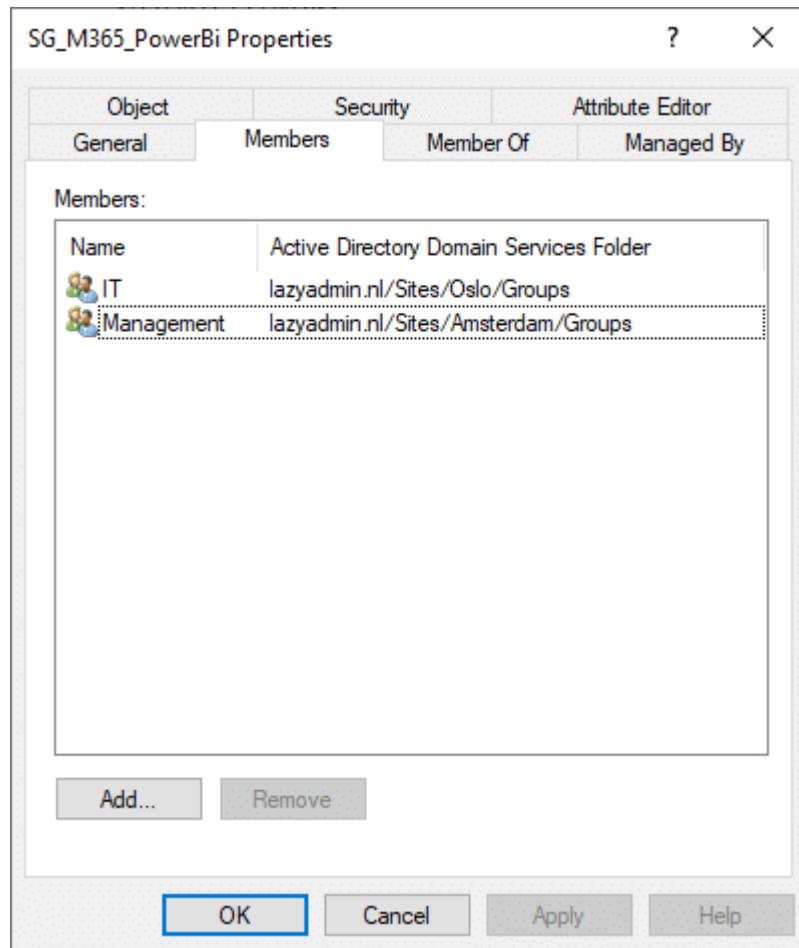 SG_M365_PowerBi Properties ?
Object Security Attribute Editor
General Members Member Of Managed By
Members:
Name Active Directory Domain Services Folder
IT lazyadmin.nl/Sites/Oslo/Groups
Management lazyadmin.nl/Sites/Amsterdam/Groups
Add... Remove
OK Cancel Apply Help